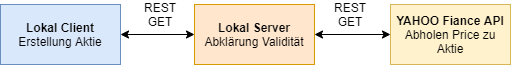 Lokal Client
Erstellung Aktie
REST
GET
Lokal Server
Abklärung Validität
REST
GET
YAHOO Fiance API
Abholen Price zu
Aktie